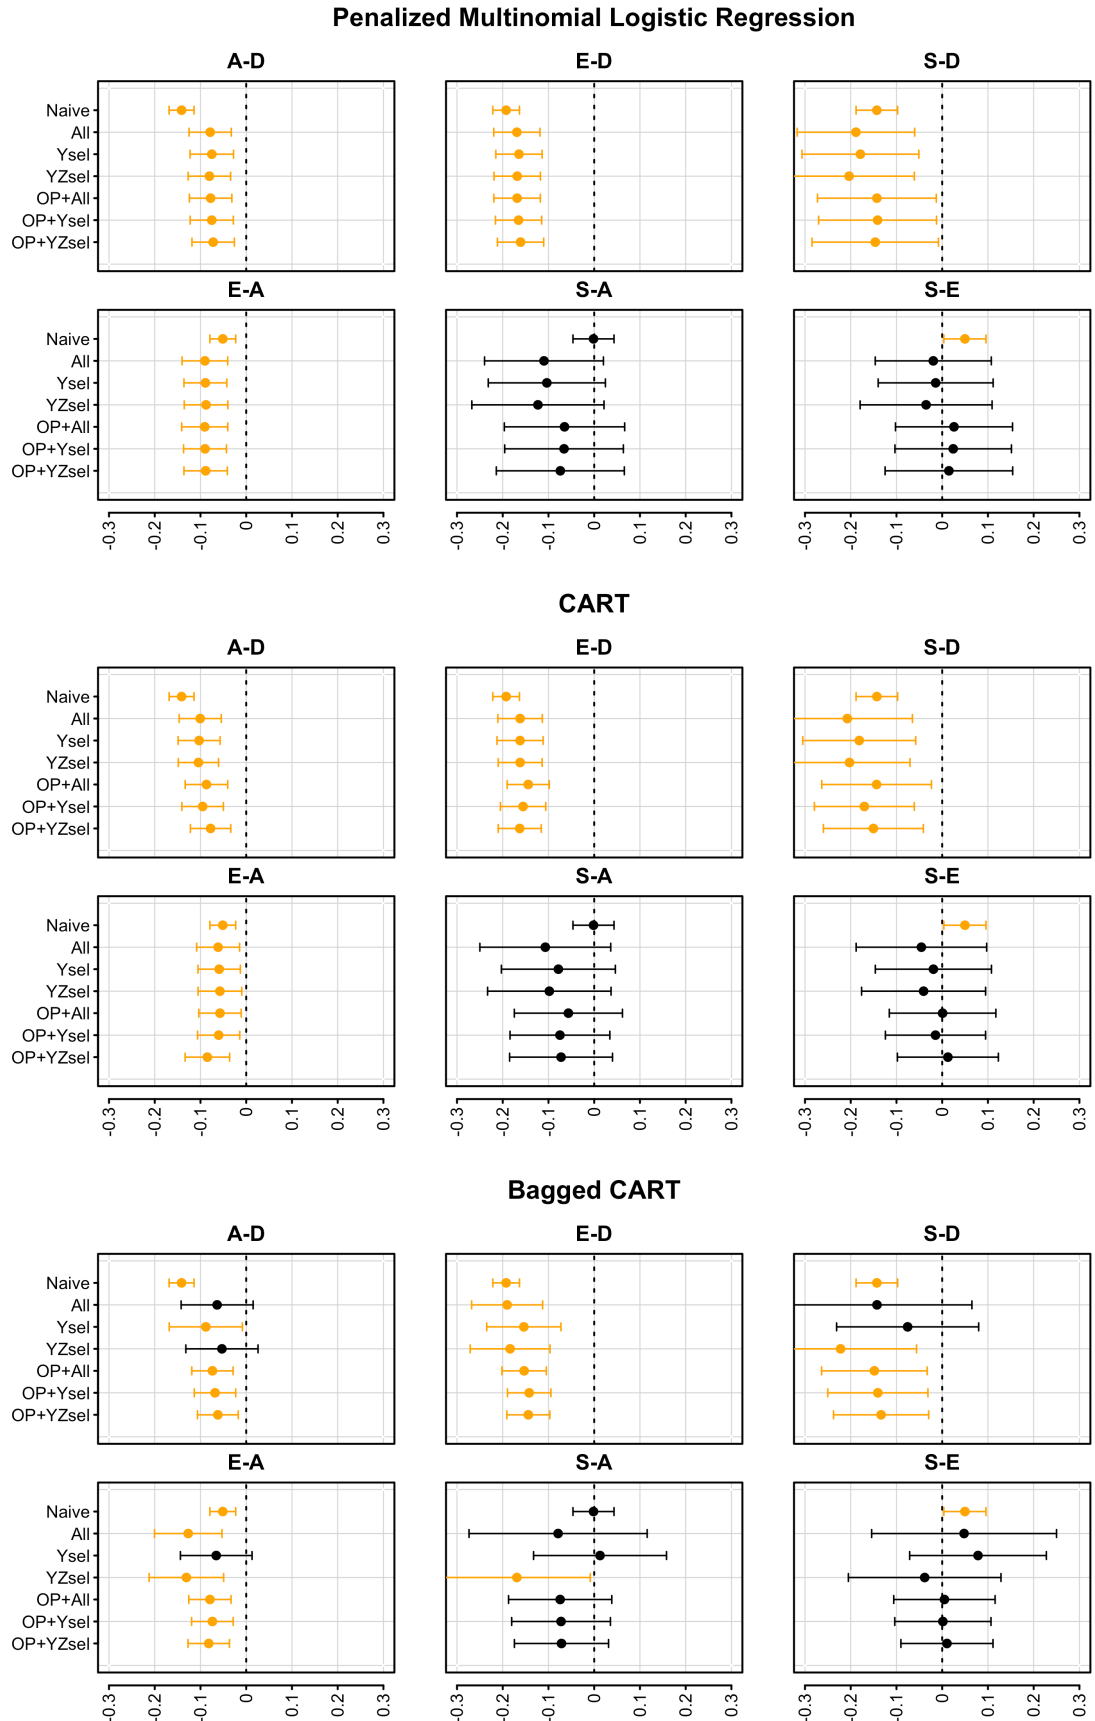 Penalized Multinomial Logistic Regression
A-D E-D S-D
Naive
All
Ysel
YZsel
OP+All
OP+Ysel
OP+YZsel
E-A S-A S-E
Naive
All
Ysel
YZsel
OP+All
OP+Ysel
OP+YZsel
-0.3 -0.2 -0.1 0 0.1 0.2 0.3 -0.3 -0.2 -0.1 0 0.1 0.2 0.3 -0.3 -0.2 -0.1 0 0.1 0.2 0.3
CART
A-D E-D S-D
Naive
All
Ysel
YZsel
OP+All
OP+Ysel
OP+YZsel
E-A S-A S-E
Naive
All
Ysel
YZsel
OP+All
OP+Ysel
OP+YZsel
-0.3 -0.2 -0.1 0 0.1 0.2 0.3 -0.3 -0.2 -0.1 0 0.1 0.2 0.3 -0.3 -0.2 -0.1 0 0.1 0.2 0.3
Bagged CART
A-D E-D S-D
Naive
All
Ysel
YZsel
OP+All
OP+Ysel
OP+YZsel
E-A S-A S-E
Naive
All
Ysel
YZsel
OP+All
OP+Ysel
OP+YZsel
-0.3 -0.2 -0.1 0 0.1 0.2 0.3 -0.3 -0.2 -0.1 0 0.1 0.2 0.3 -0.3 -0.2 -0.1 0 0.1 0.2 0.3